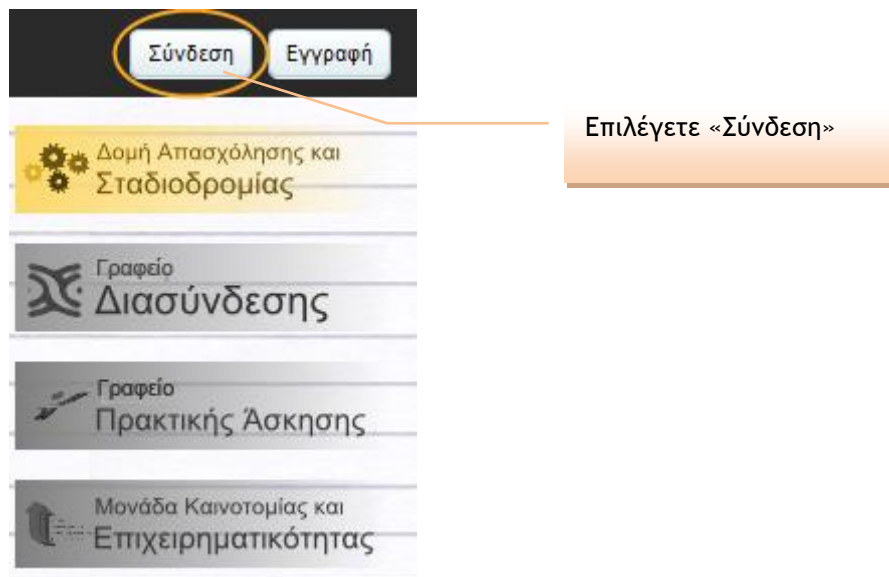 Σύνδεση Εγγραφή
Επιλέγετε «Σύνδεση»
Δομή Απασχόλησης και
Σταδιοδρομίας
Γραφείο
Διασύνδεσης
Γραφείο
Πρακτικής Άσκησης
Μονάδα Καινοτομίας και
Επιχειρηματικότητας